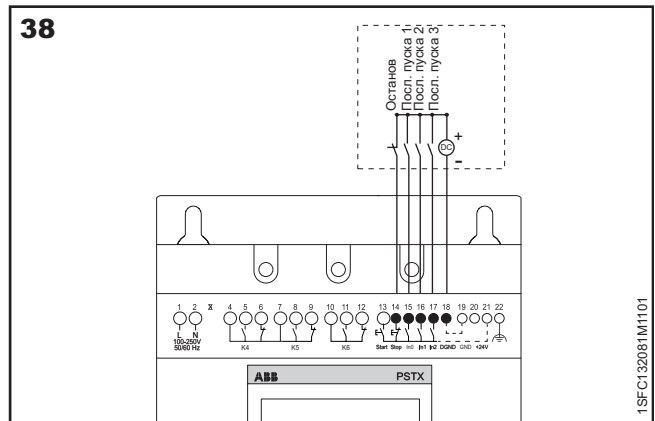 38
Останов
Посл. пуска 1
Посл. пуска 2
Посл. пуска 3
+
DC
-
1 2 4 5 6 7 8 9 10 11 12 13 14 15 16 17 18 19 20 21 22
L N
100-250V
50/60 Hz
K4 K5 K6
Start Stop In0 In1 In2 DGND GND +24V
ABB PSTX
1SFC132081M1101